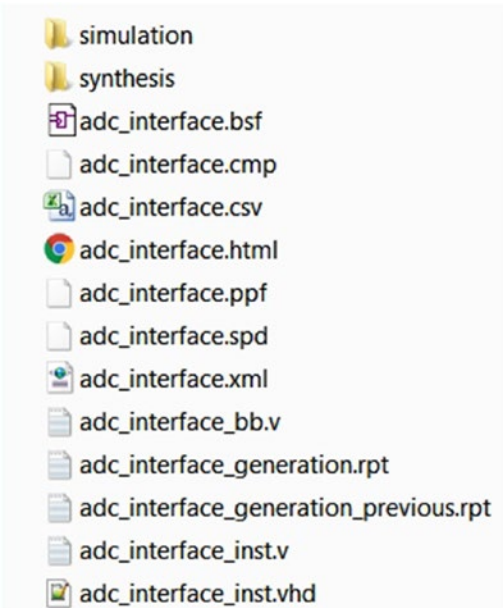 simulation
synthesis
adc_interface.bsf
adc_interface.cmp
adc_interface.csv
adc_interface.html
adc_interface.ppf
adc_interface.spd
adc_interface.xml
adc_interface_bb.v
adc_interface_generation.rpt
adc_interface_generation_previous.rpt
adc_interface_inst.v
adc_interface_inst.vhd